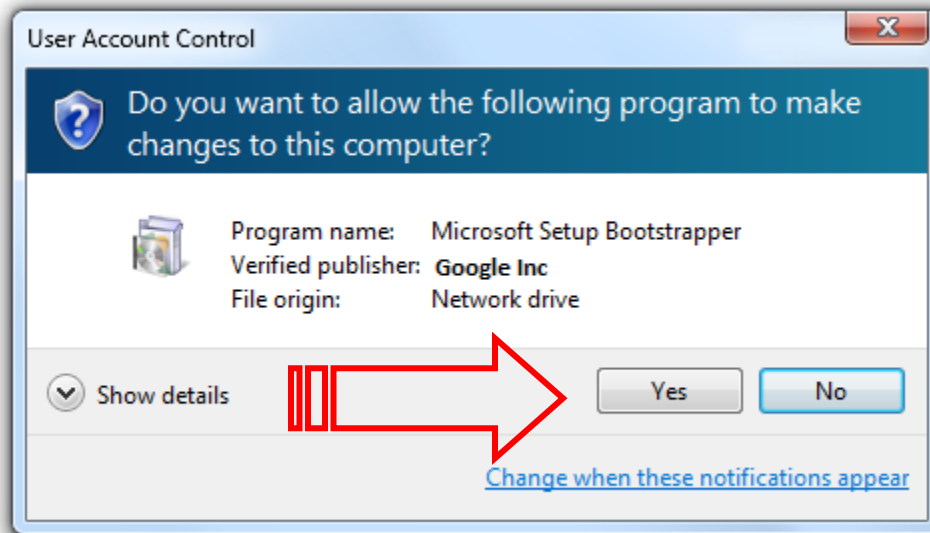 User Account Control
Do you want to allow the following program to make
changes to this computer?
Program name: Microsoft Setup Bootstrapper
Verified publisher: Google Inc
File origin: Network drive
Show details
Yes
No
Change when these notifications appear